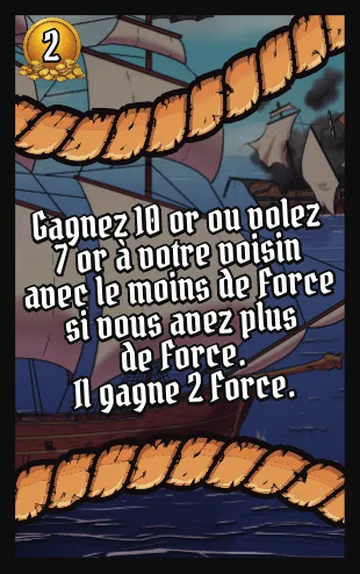 2
Gagnez 10 or ou volez
7 or à votre voisin
avec le moins de Force
si vous avez plus
de Force.
Il gagne 2 Force.